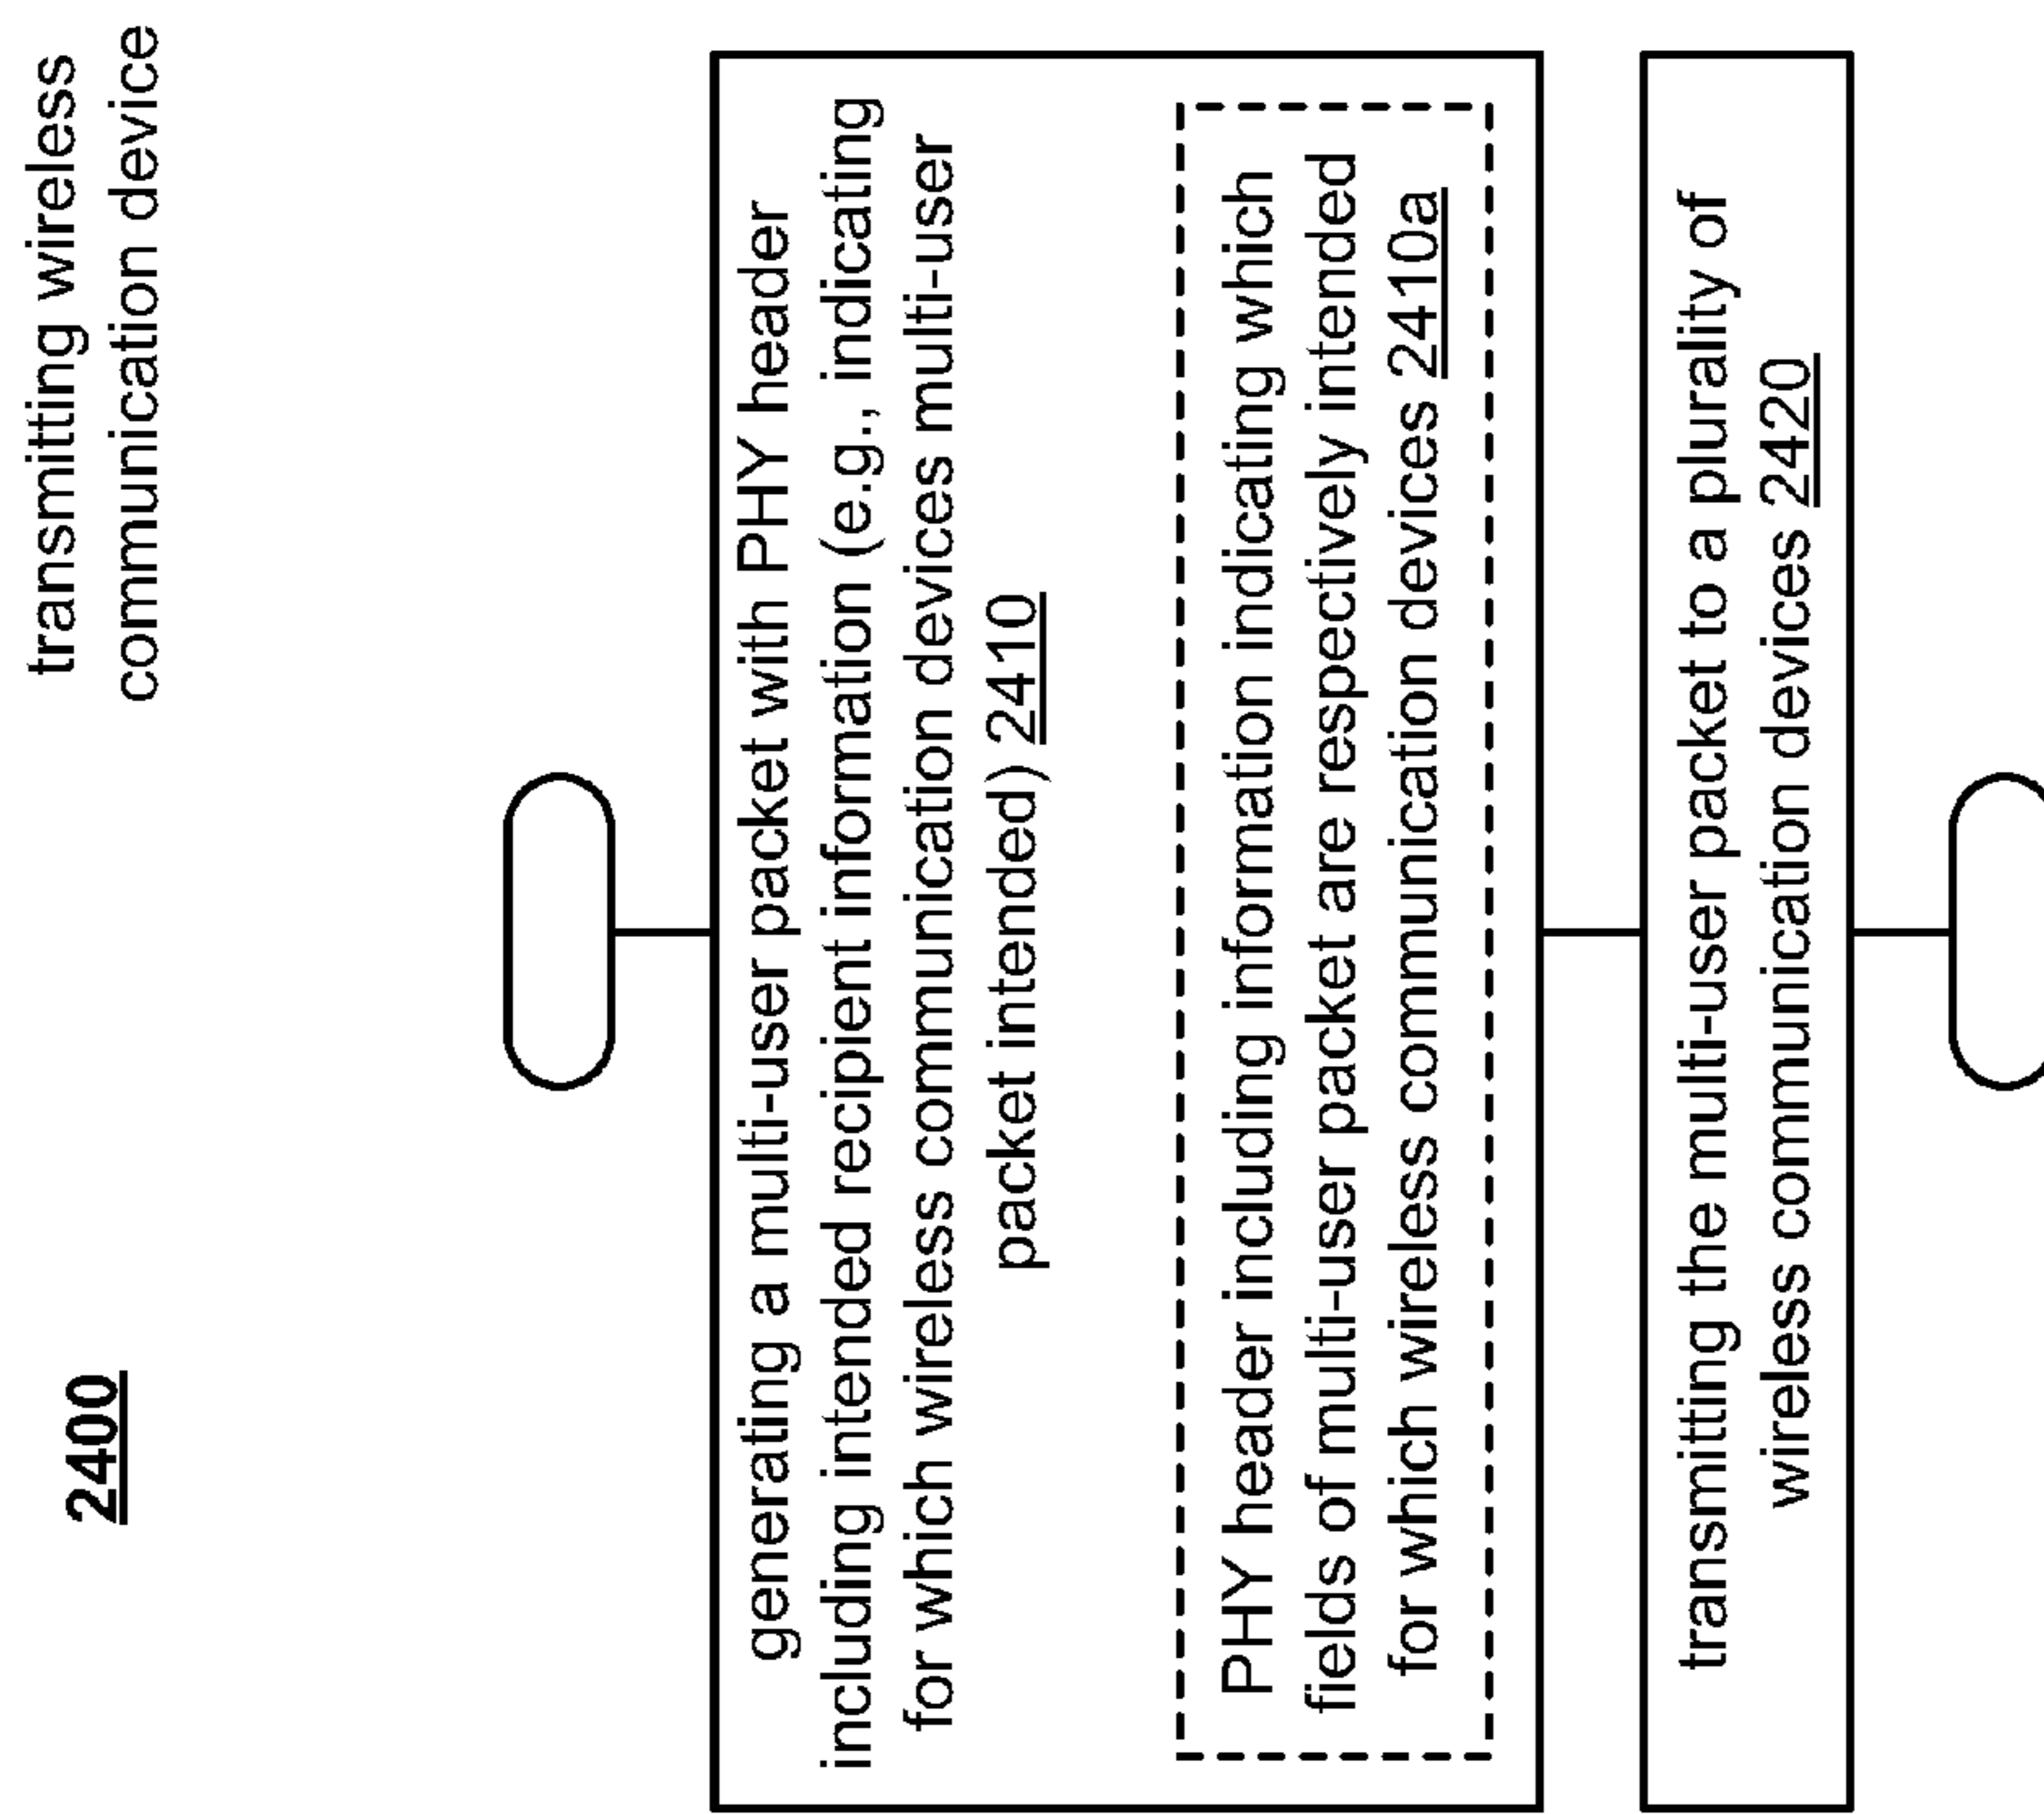 2400
transmitting wireless
communication device
generating a multi-user packet with PHY header
including intended recipient information (e.g., indicating
for which wireless communication devices multi-user
packet intended) 2410
PHY header including information indicating which
fields of multi-user packet are respectively intended
for which wireless communication devices 2410a
transmitting the multi-user packet to a plurality of
wireless communication devices 2420